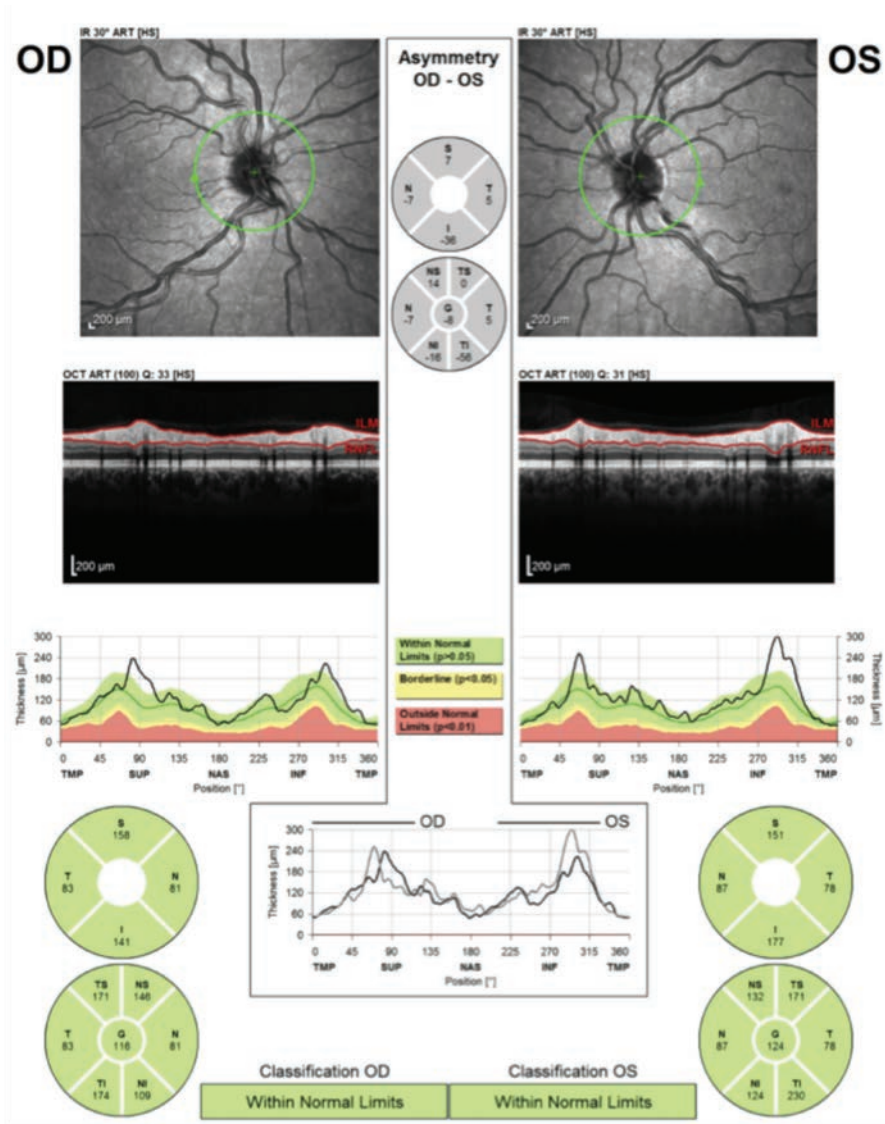 OD
IR 30° ART [HS]
Asymmetry
OD - OS
IR 30° ART [HS]
OS
S
7
N
-7
T
5
I
-36
NS
14
TS
0
N
-7
G
-8
T
5
NI
-16
TI
-56
200 µm
200 µm
OCT ART (100) Q: 33 [HS]
ILM
RNFL
200 µm
OCT ART (100) Q: 31 [HS]
ILM
RNFL
200 µm
Thickness [µm]
300
240
180
120
60
0
0 45 90 135 180 225 270 315 360
TMP SUP NAS INF TMP
Position [°]
Within Normal
Limits (p>0.05)
Borderline (p<0.05)
Outside Normal
Limits (p<0.01)
300
240
180
120
60
0
Thickness [µm]
0 45 90 135 180 225 270 315 360
TMP SUP NAS INF TMP
Position [°]
S
158
T
83
N
81
I
141
OD OS
Thickness [µm]
300
240
180
120
60
0
0 45 90 135 180 225 270 315 360
TMP SUP NAS INF TMP
Position [°]
S
151
N
87
T
78
I
177
TS
171
NS
146
T
83
G
116
N
81
TI
174
NI
109
NS
132
TS
171
N
87
G
124
T
78
NI
124
TI
230
Classification OD
Within Normal Limits
Classification OS
Within Normal Limits